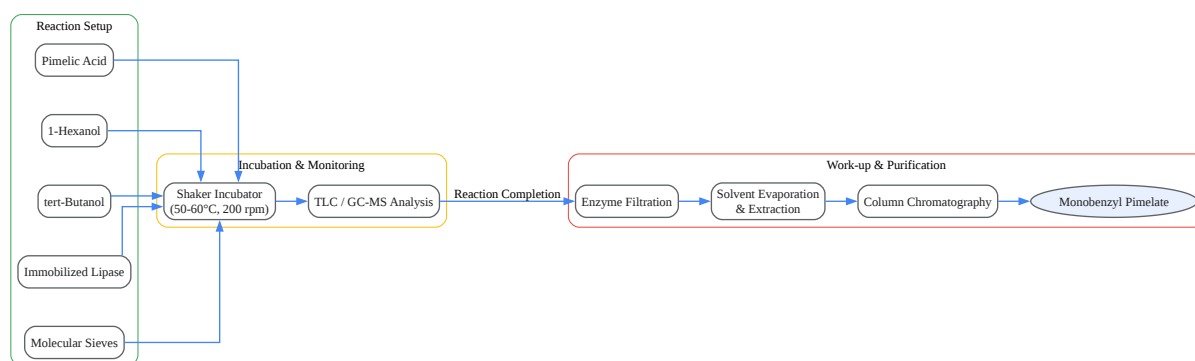 Reaction Setup
Pimelic Acid
1-Hexanol
tert-Butanol
Immobilized Lipase
Molecular Sieves
Incubation & Monitoring
Shaker Incubator
(50-60°C, 200 rpm)
TLC / GC-MS Analysis
Reaction Completion
Work-up & Purification
Enzyme Filtration
Solvent Evaporation
& Extraction
Column Chromatography
Monobenzyl Pimelate